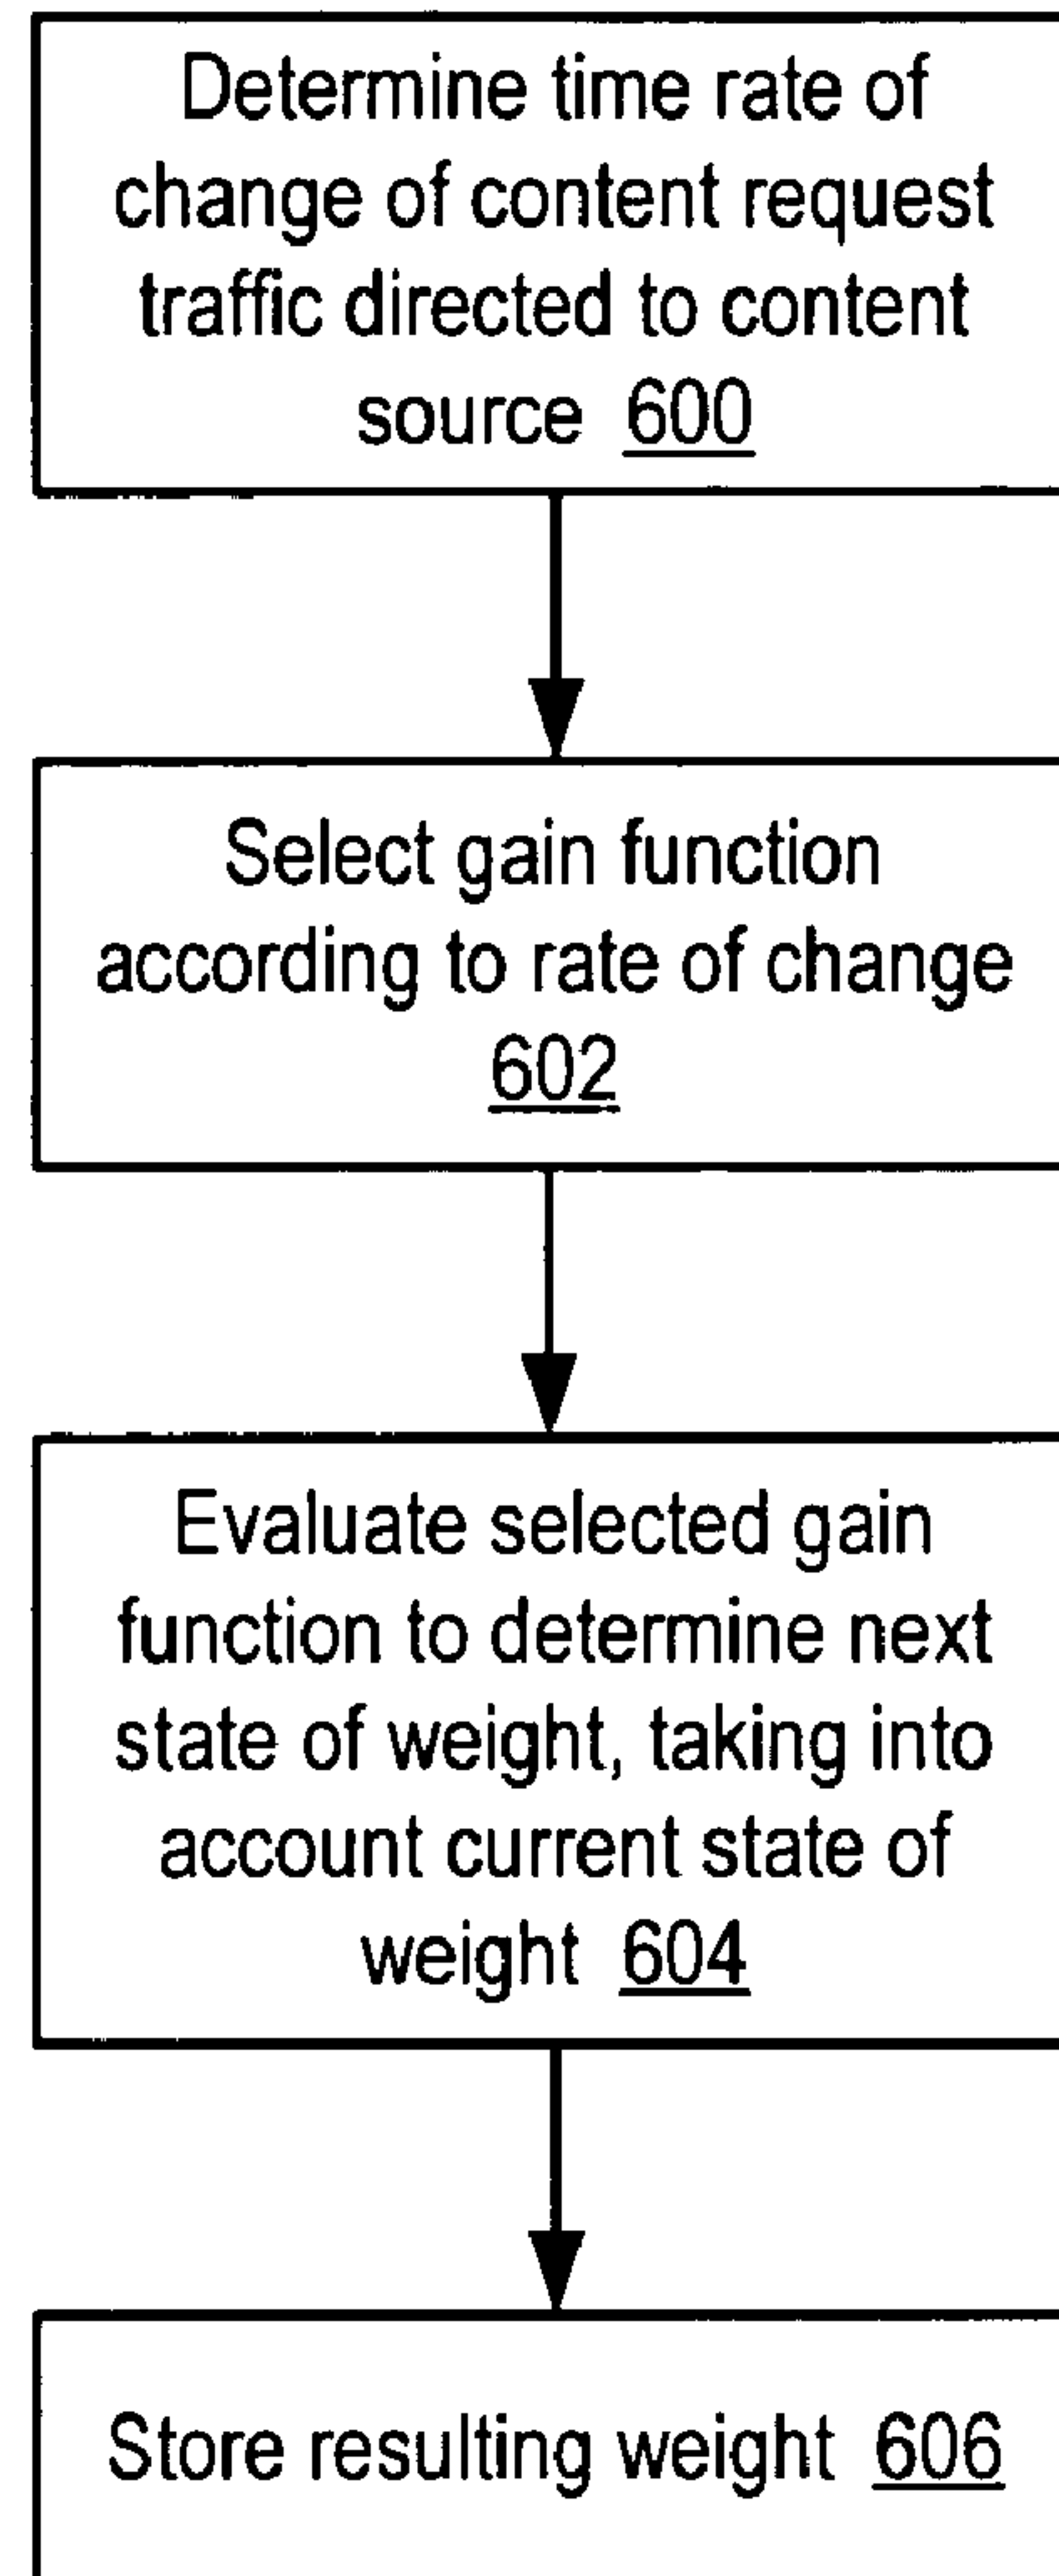 Determine time rate of
change of content request
traffic directed to content
source 600
Select gain function
according to rate of change
602
Evaluate selected gain
function to determine next
state of weight, taking into
account current state of
weight 604
Store resulting weight 606